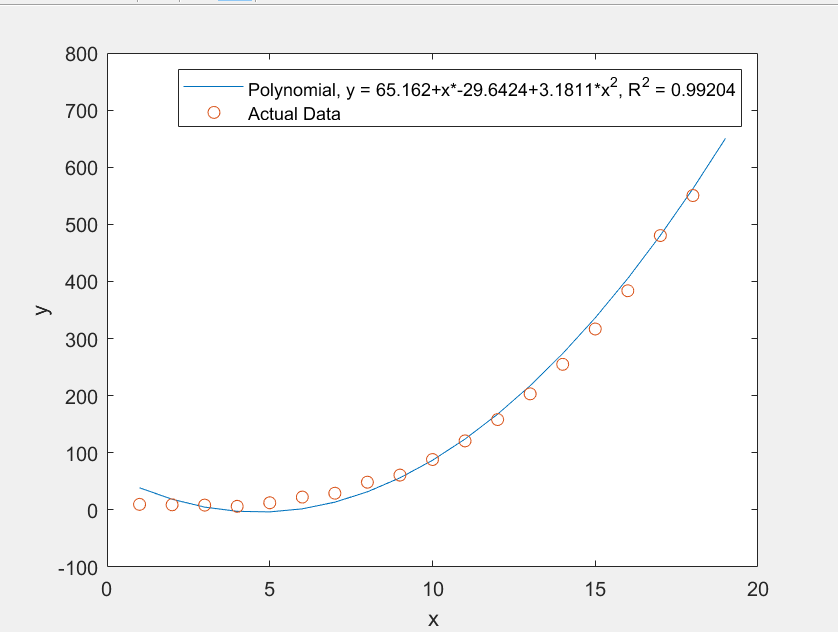 800
Polynomial, y = 65.162+x*-29.6424+3.1811*x², R² = 0.99204
Actual Data
700
600
500
400
y
300
200
100
0
-100
0 5 10 15 20
x